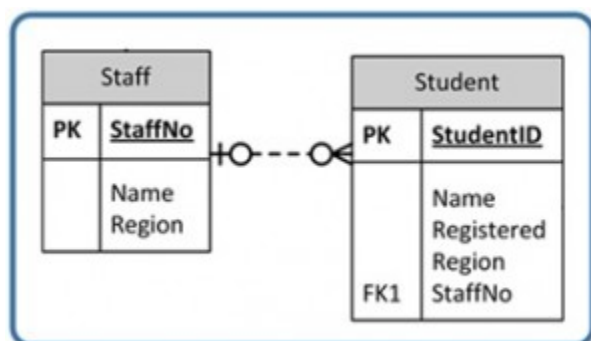 Staff
PK StaffNo
Name
Region
Student
PK StudentID
Name
Registered
Region
FK1 StaffNo